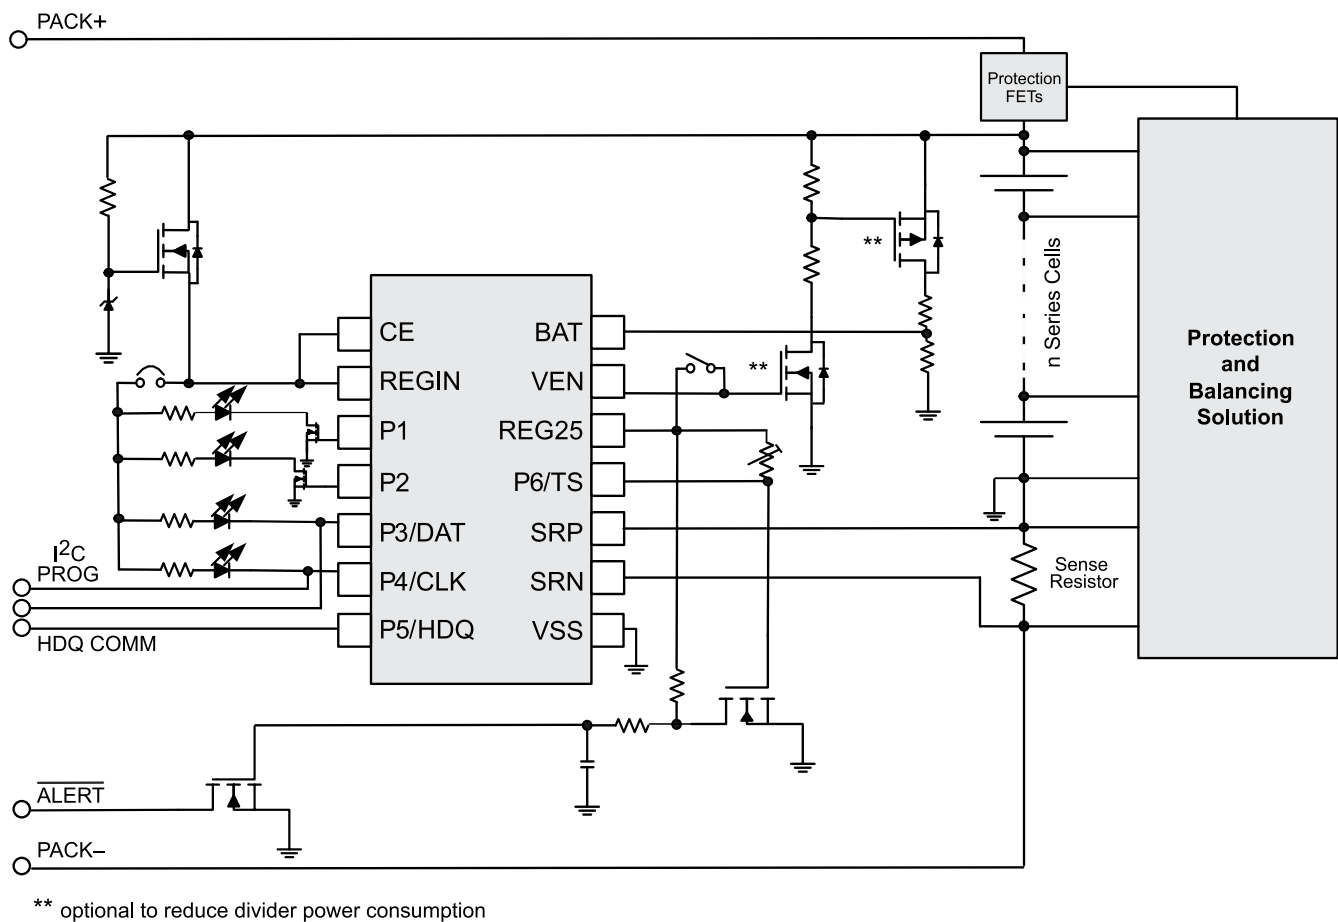 PACK+
Protection
FETs
**
n Series Cells
Protection
and
Balancing
Solution
CE
BAT
REGIN
VEN
**
P1
REG25
P2
P6/TS
P3/DAT
SRP
I²C
PROG
P4/CLK
SRN
Sense
Resistor
P5/HDQ
VSS
HDQ COMM
ALERT
PACK–
** optional to reduce divider power consumption